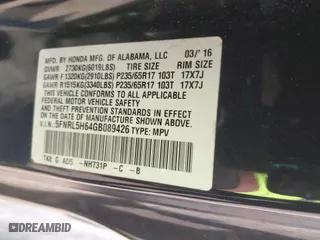 MFD. BY HONDA MFG. OF ALABAMA, LLC 03/ 16
GVWR 2730KG(6019LBS) TIRE SIZE RIM SIZE
GAWR F 1320KG(2910LBS) P235/65R17 103T 17X7J
GAWR R 1515KG(3340LBS) P235/65R17 103T 17X7J
THIS VEHICLE CONFORMS TO ALL APPLICABLE
FEDERAL MOTOR VEHICLE SAFETY AND
THEFT PREVENTION STANDARDS IN EFFECT ON
THE DATE OF MANUFACTURE SHOWN ABOVE.
V.I.N.: 5FNRL5H64GB089426 TYPE: MPV
TK8 G ADS - NH731P - C - B
DREAMBID